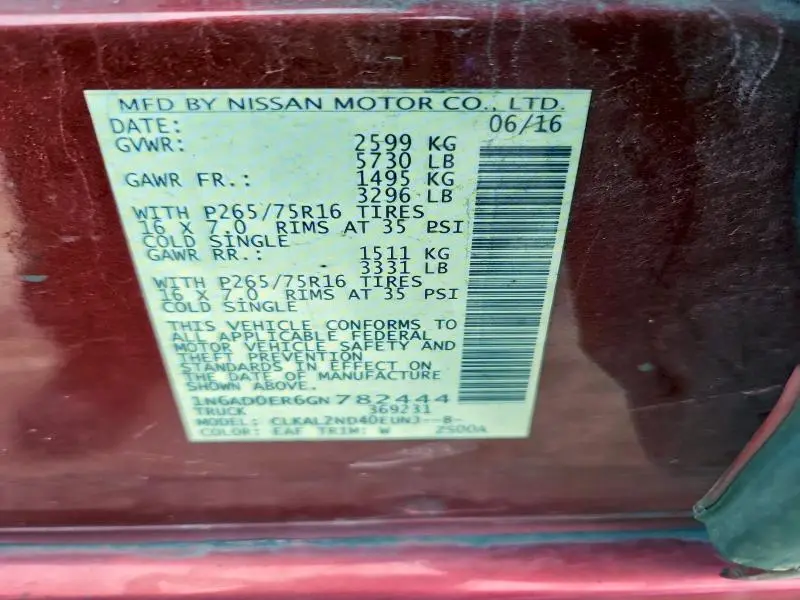 MFD BY NISSAN MOTOR CO., LTD.
DATE: 06/16
GVWR: 2599 KG
5730 LB
GAWR FR.: 1495 KG
3296 LB
WITH P265/75R16 TIRES
16 X 7.0 RIMS AT 35 PSI
COLD SINGLE
GAWR RR.: 1511 KG
3331 LB
WITH P265/75R16 TIRES
16 X 7.0 RIMS AT 35 PSI
COLD SINGLE
THIS VEHICLE CONFORMS TO
ALL APPLICABLE FEDERAL
MOTOR VEHICLE SAFETY AND
THEFT PREVENTION
STANDARDS IN EFFECT ON
THE DATE OF MANUFACTURE
SHOWN ABOVE.
1N6AD0ER6GN782444
TRUCK 369231
MODEL: CLKAL2ND40EUN3--8-
COLOR: EAF TRIM: W 2500A